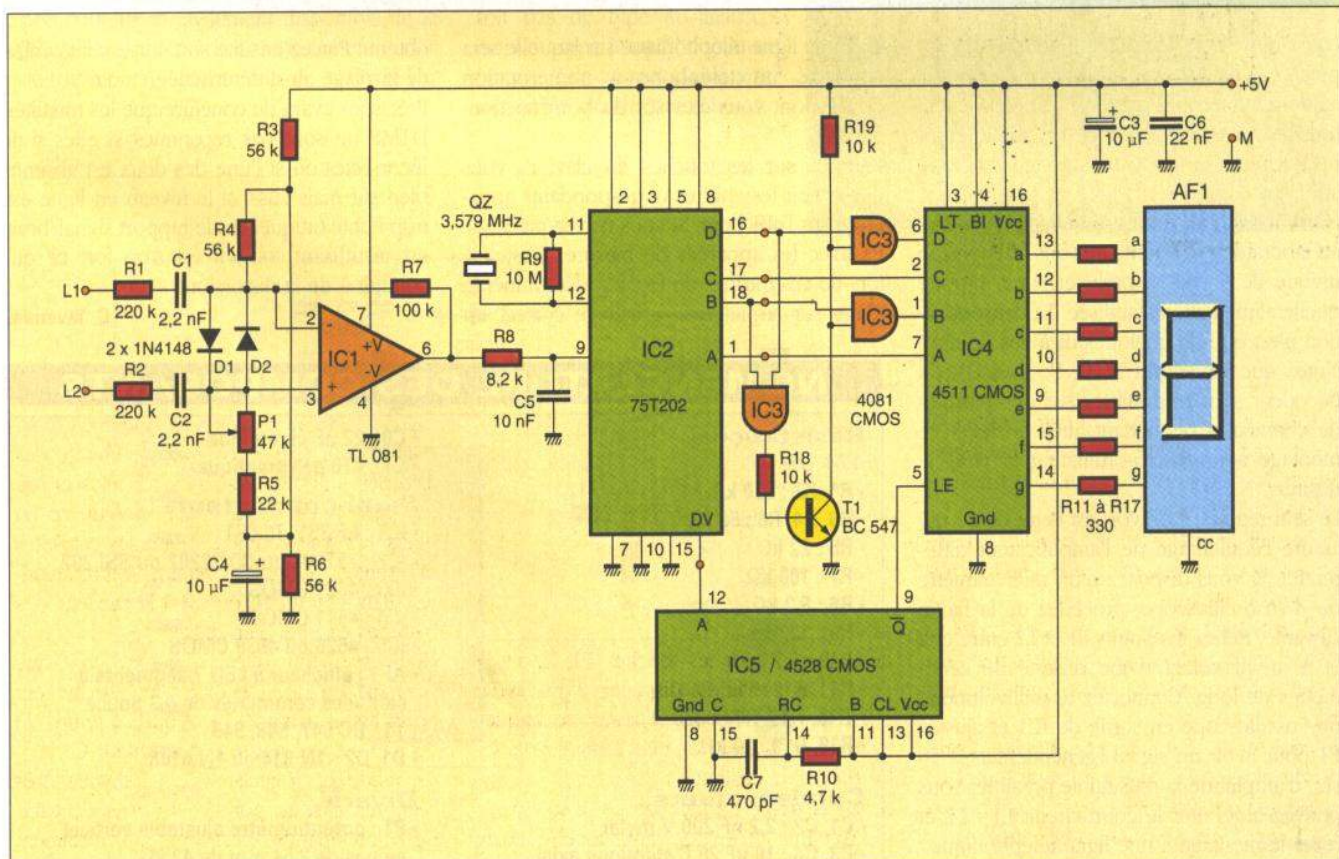 +5V
R3
56 k
R19
10 k
C3
+
10 µF
C6
22 nF
M
AF1
R4
56 k
QZ
3,579 MHz
2
3
5
8
3
4
16
LT
BI
Vcc
L1
R1
220 k
C1
2,2 nF
R7
100 k
11
R9
10 M
12
D
16
C
17
B
18
A
1
IC3
IC3
6
D
2
C
1
B
7
A
13
a
a
12
b
b
11
c
c
10
d
d
9
e
e
15
f
f
14
g
g
2 x 1N4148
D1
D2
2
-
7
+V
IC1
-V
6
+
3
4
TL 081
R8
8,2 k
9
C5
10 nF
IC2
75T202
IC3
4081
CMOS
IC4
4511 CMOS
L2
R2
220 k
C2
2,2 nF
P1
47 k
R5
22 k
R18
10 k
T1
BC 547
5
LE
Gnd
8
R11 à R17
330
cc
DV
7
10
15
C4
+
10 µF
R6
56 k
12
9
A
Q
IC5 / 4528 CMOS
Gnd
C
RC
B
CL
Vcc
8
15
14
11
13
16
C7
470 pF
R10
4,7 k